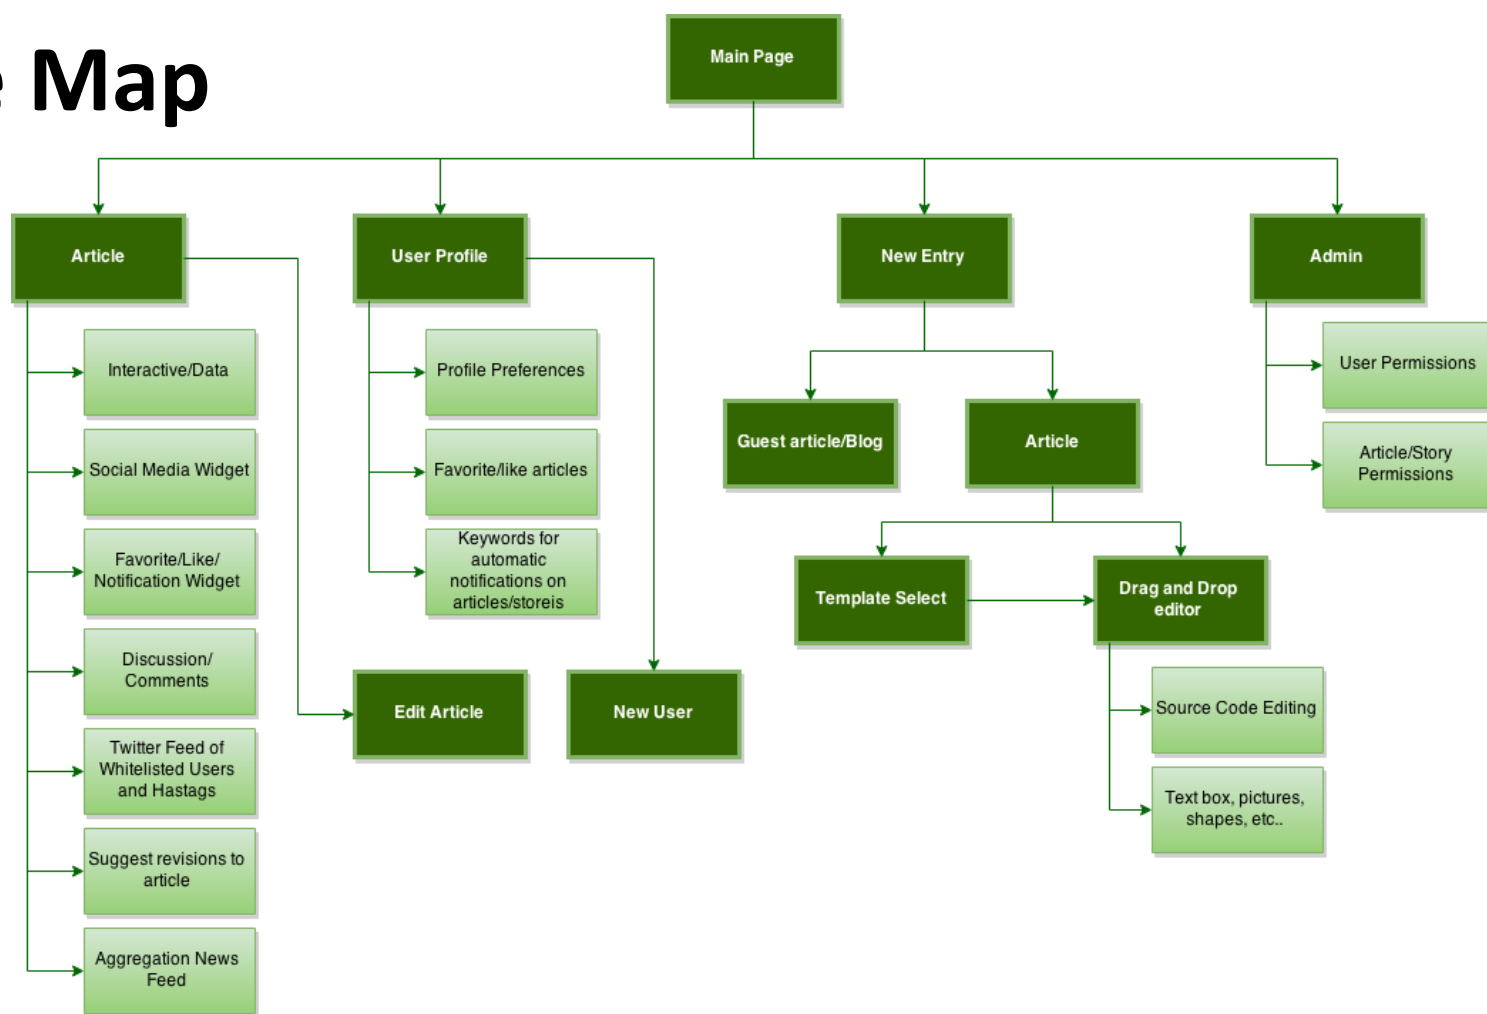 e Map
Main Page
Article
User Profile
New Entry
Admin
Interactive/Data
Social Media Widget
Favorite/Like/
Notification Widget
Discussion/
Comments
Twitter Feed of
Whitelisted Users
and Hastags
Suggest revisions to
article
Aggregation News
Feed
Edit Article
Profile Preferences
Favorite/like articles
Keywords for
automatic
notifications on
articles/storeis
New User
Guest article/Blog
Article
Template Select
Drag and Drop
editor
Source Code Editing
Text box, pictures,
shapes, etc..
User Permissions
Article/Story
Permissions